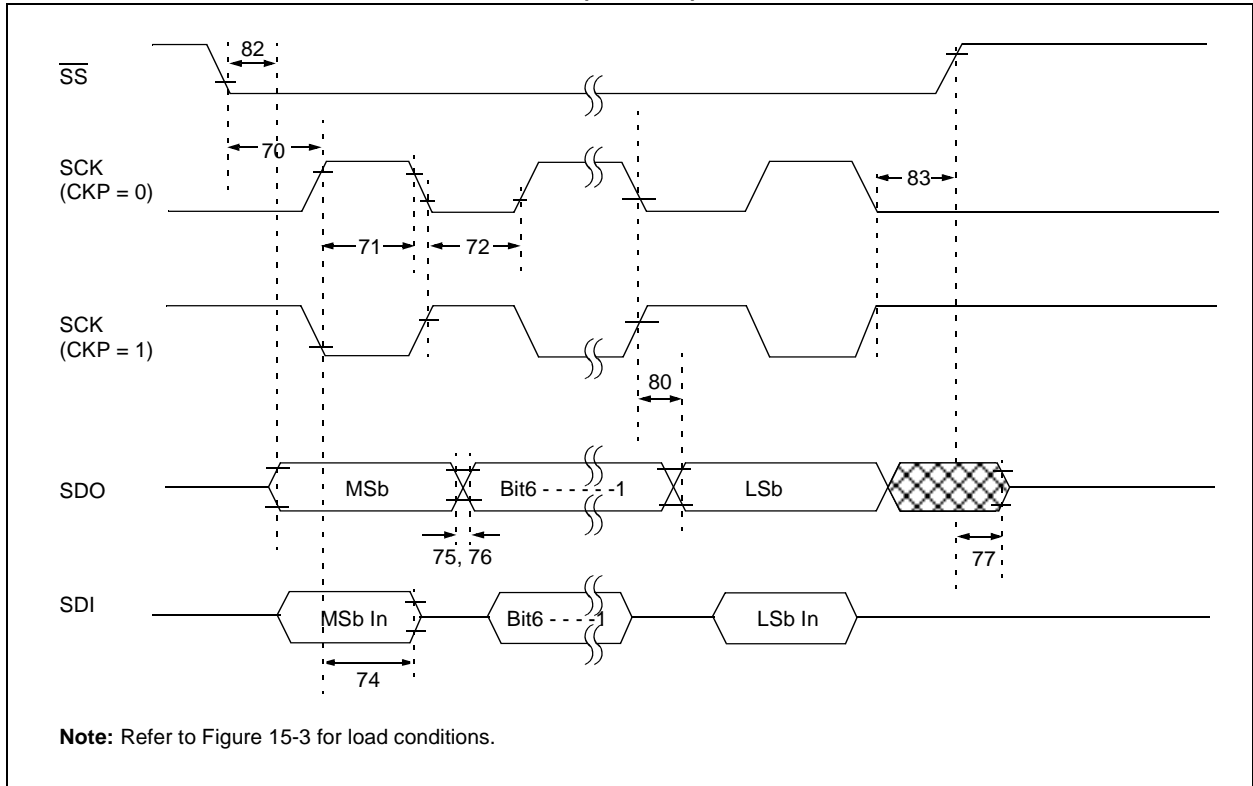 82
SS
70
SCK
(CKP = 0)
83
71
72
SCK
(CKP = 1)
80
SDO
MSb
Bit6 - - - - - -1
LSb
75, 76
77
SDI
MSb In
Bit6 - - - -1
LSb In
74
Note: Refer to Figure 15-3 for load conditions.